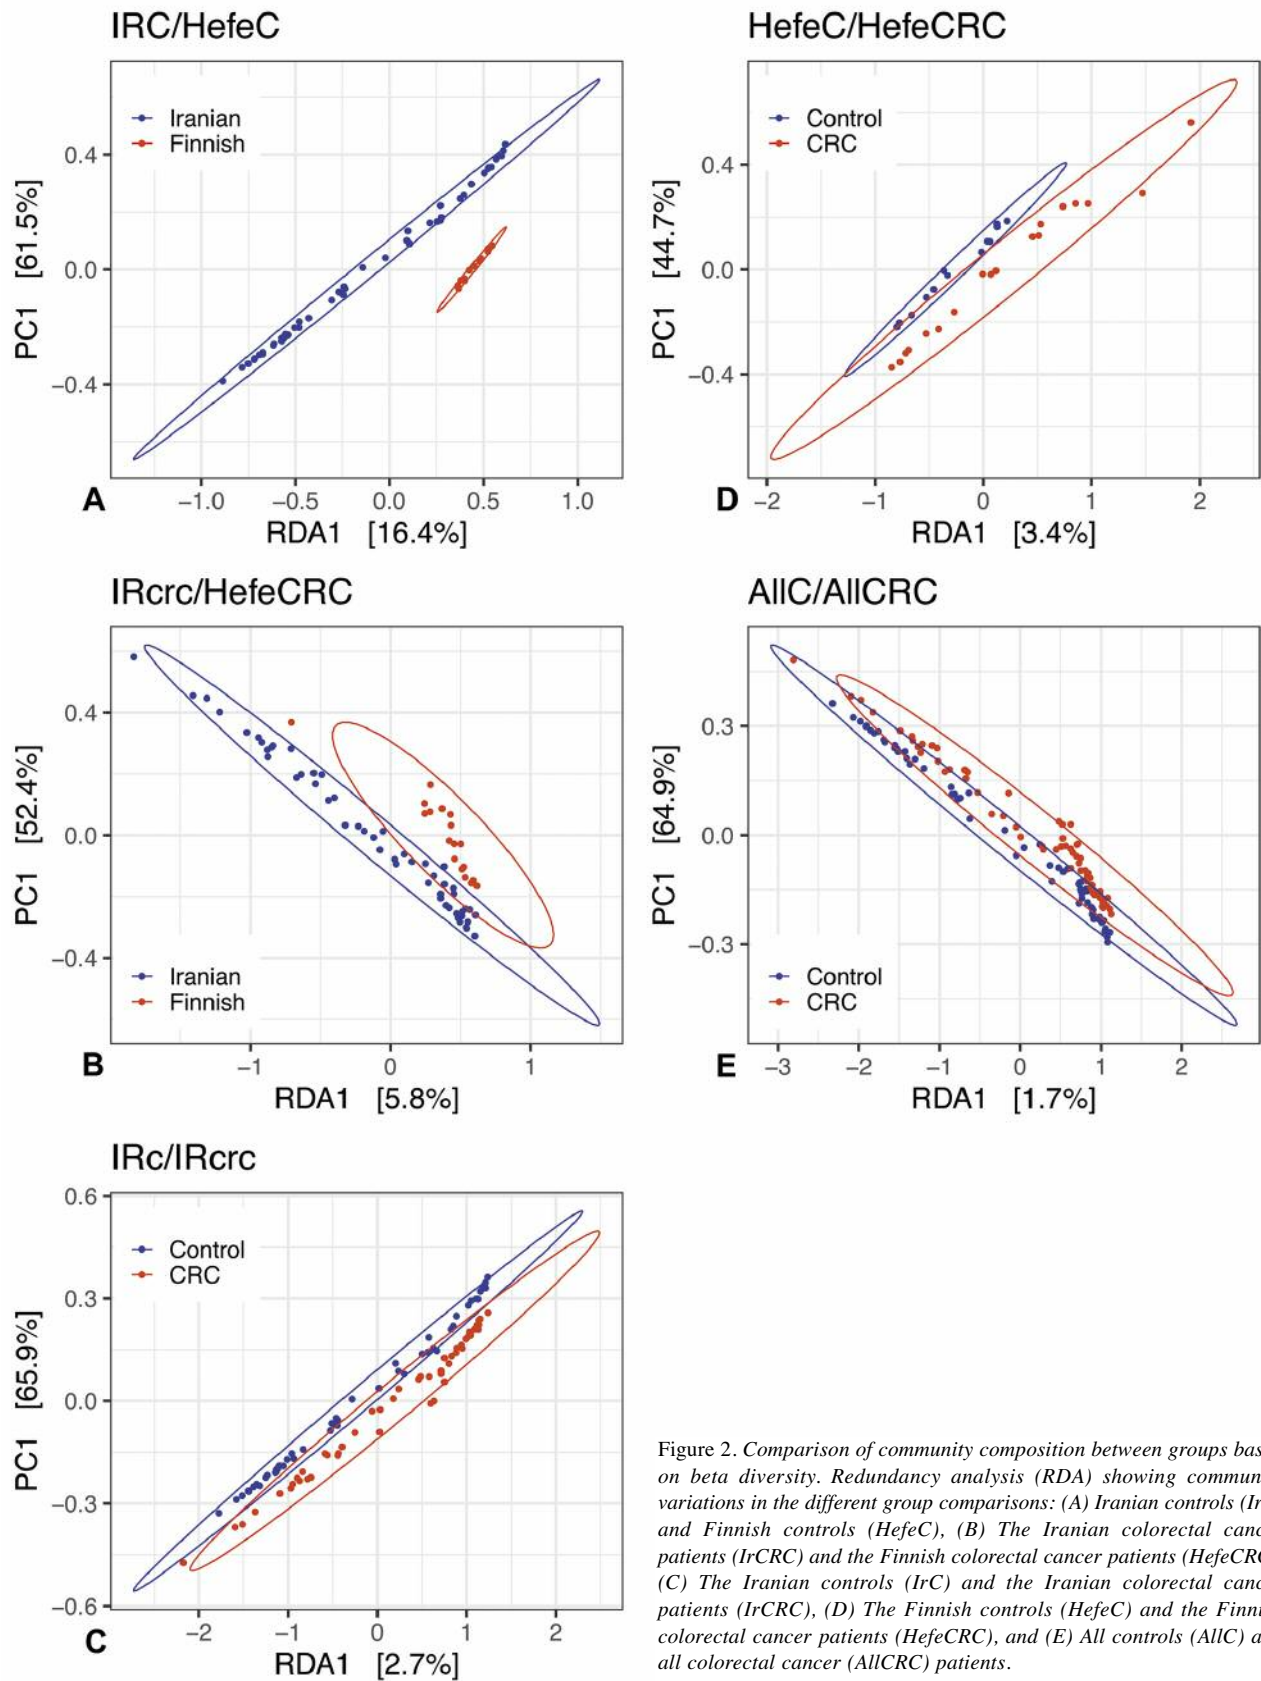 IRC/HefeC
Iranian
Finnish
0.4
0.0
−0.4
PC1 [61.5%]
−1.0 −0.5 0.0 0.5 1.0
A
RDA1 [16.4%]
HefeC/HefeCRC
Control
CRC
0.4
0.0
−0.4
PC1 [44.7%]
−2 −1 0 1 2
D
RDA1 [3.4%]
IRcrc/HefeCRC
0.4
0.0
−0.4
PC1 [52.4%]
Iranian
Finnish
−1 0 1
B
RDA1 [5.8%]
AllC/AllCRC
0.3
0.0
−0.3
PC1 [64.9%]
Control
CRC
−3 −2 −1 0 1 2
E
RDA1 [1.7%]
IRc/IRcrc
Control
CRC
0.6
0.3
0.0
−0.3
−0.6
PC1 [65.9%]
−2 −1 0 1 2
C
RDA1 [2.7%]
Figure 2. Comparison of community composition between groups bas
on beta diversity. Redundancy analysis (RDA) showing commun
variations in the different group comparisons: (A) Iranian controls (Ir
and Finnish controls (HefeC), (B) The Iranian colorectal canc
patients (IrCRC) and the Finnish colorectal cancer patients (HefeCRC
(C) The Iranian controls (IrC) and the Iranian colorectal canc
patients (IrCRC), (D) The Finnish controls (HefeC) and the Finni
colorectal cancer patients (HefeCRC), and (E) All controls (AllC) a
all colorectal cancer (AllCRC) patients.